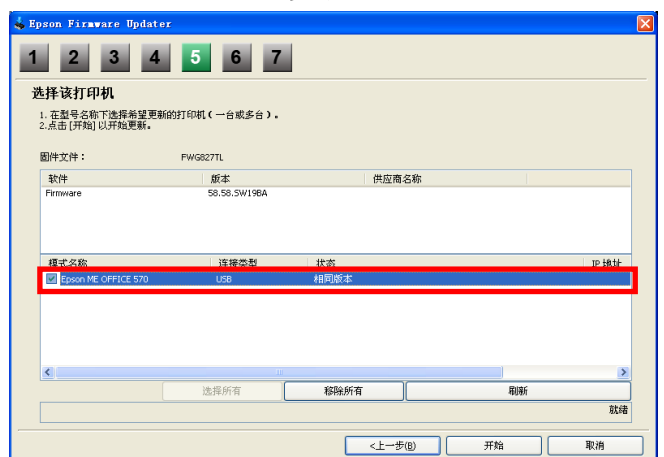 Epson Firmware Updater
1 2 3 4 5 6 7
选择该打印机
1. 在型号名称下选择希望更新的打印机(一台或多台)。
2.点击 [开始] 以开始更新。
固件文件： FWG827TL
软件 版本 供应商名称
Firmware 58.58.SW19BA
模式名称 连接类型 状态 IP 地址
Epson ME OFFICE 570 USB 相同版本
选择所有 移除所有 刷新
就绪
<上一步(B) 开始 取消